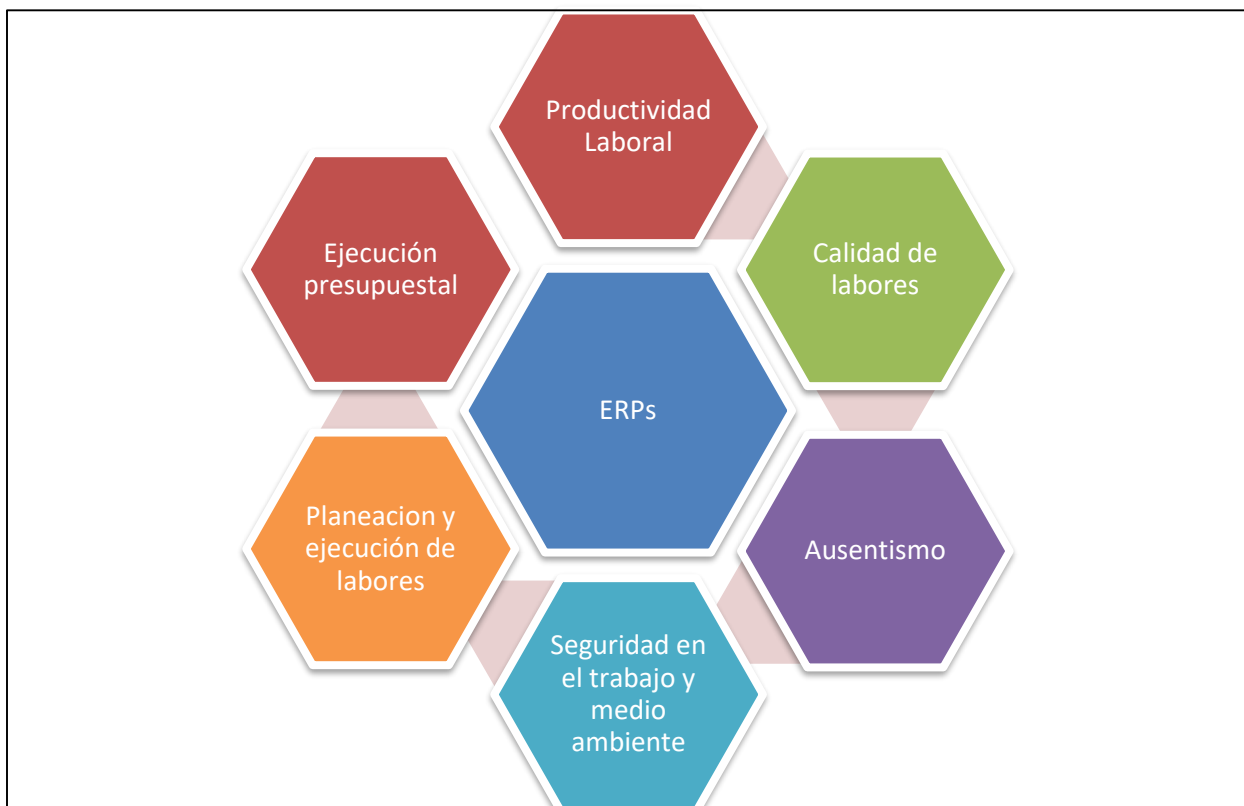 Productividad
Laboral
Calidad de
labores
Ausentismo
Seguridad en
el trabajo y
medio
ambiente
Planeacion y
ejecución de
labores
Ejecución
presupuestal
ERPs